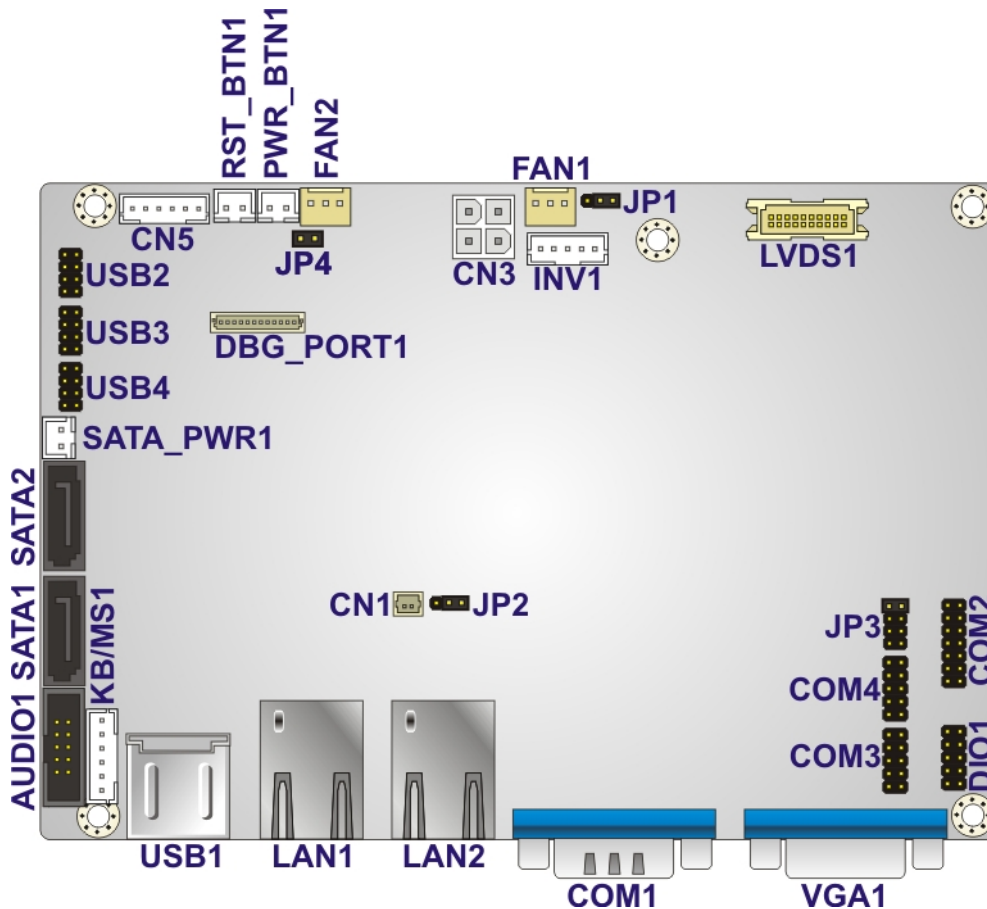 RST_BTN1
PWR_BTN1
FAN2
FAN1
JP1
CN5
JP4
CN3
INV1
LVDS1
USB2
USB3
DBG_PORT1
USB4
SATA_PWR1
SATA2
SATA1
KB/MS1
CN1
JP2
JP3
COM2
COM4
AUDIO1
COM3
DIO1
USB1
LAN1
LAN2
COM1
VGA1